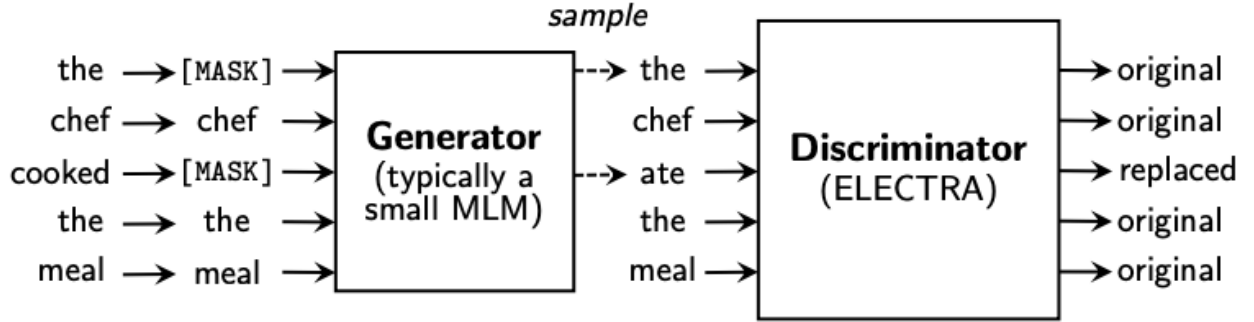 sample
the [MASK] the original
chef chef chef original
cooked [MASK] ate replaced
the the the original
meal meal meal original
Generator
(typically a
small MLM)
Discriminator
(ELECTRA)